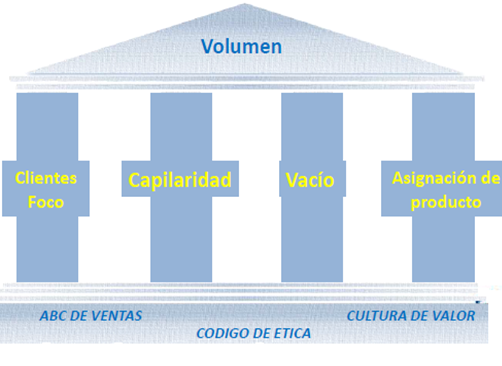 Volumen
Clientes
Foco
Capilaridad
Vacío
Asignación de
producto
ABC DE VENTAS
CULTURA DE VALOR
CODIGO DE ETICA